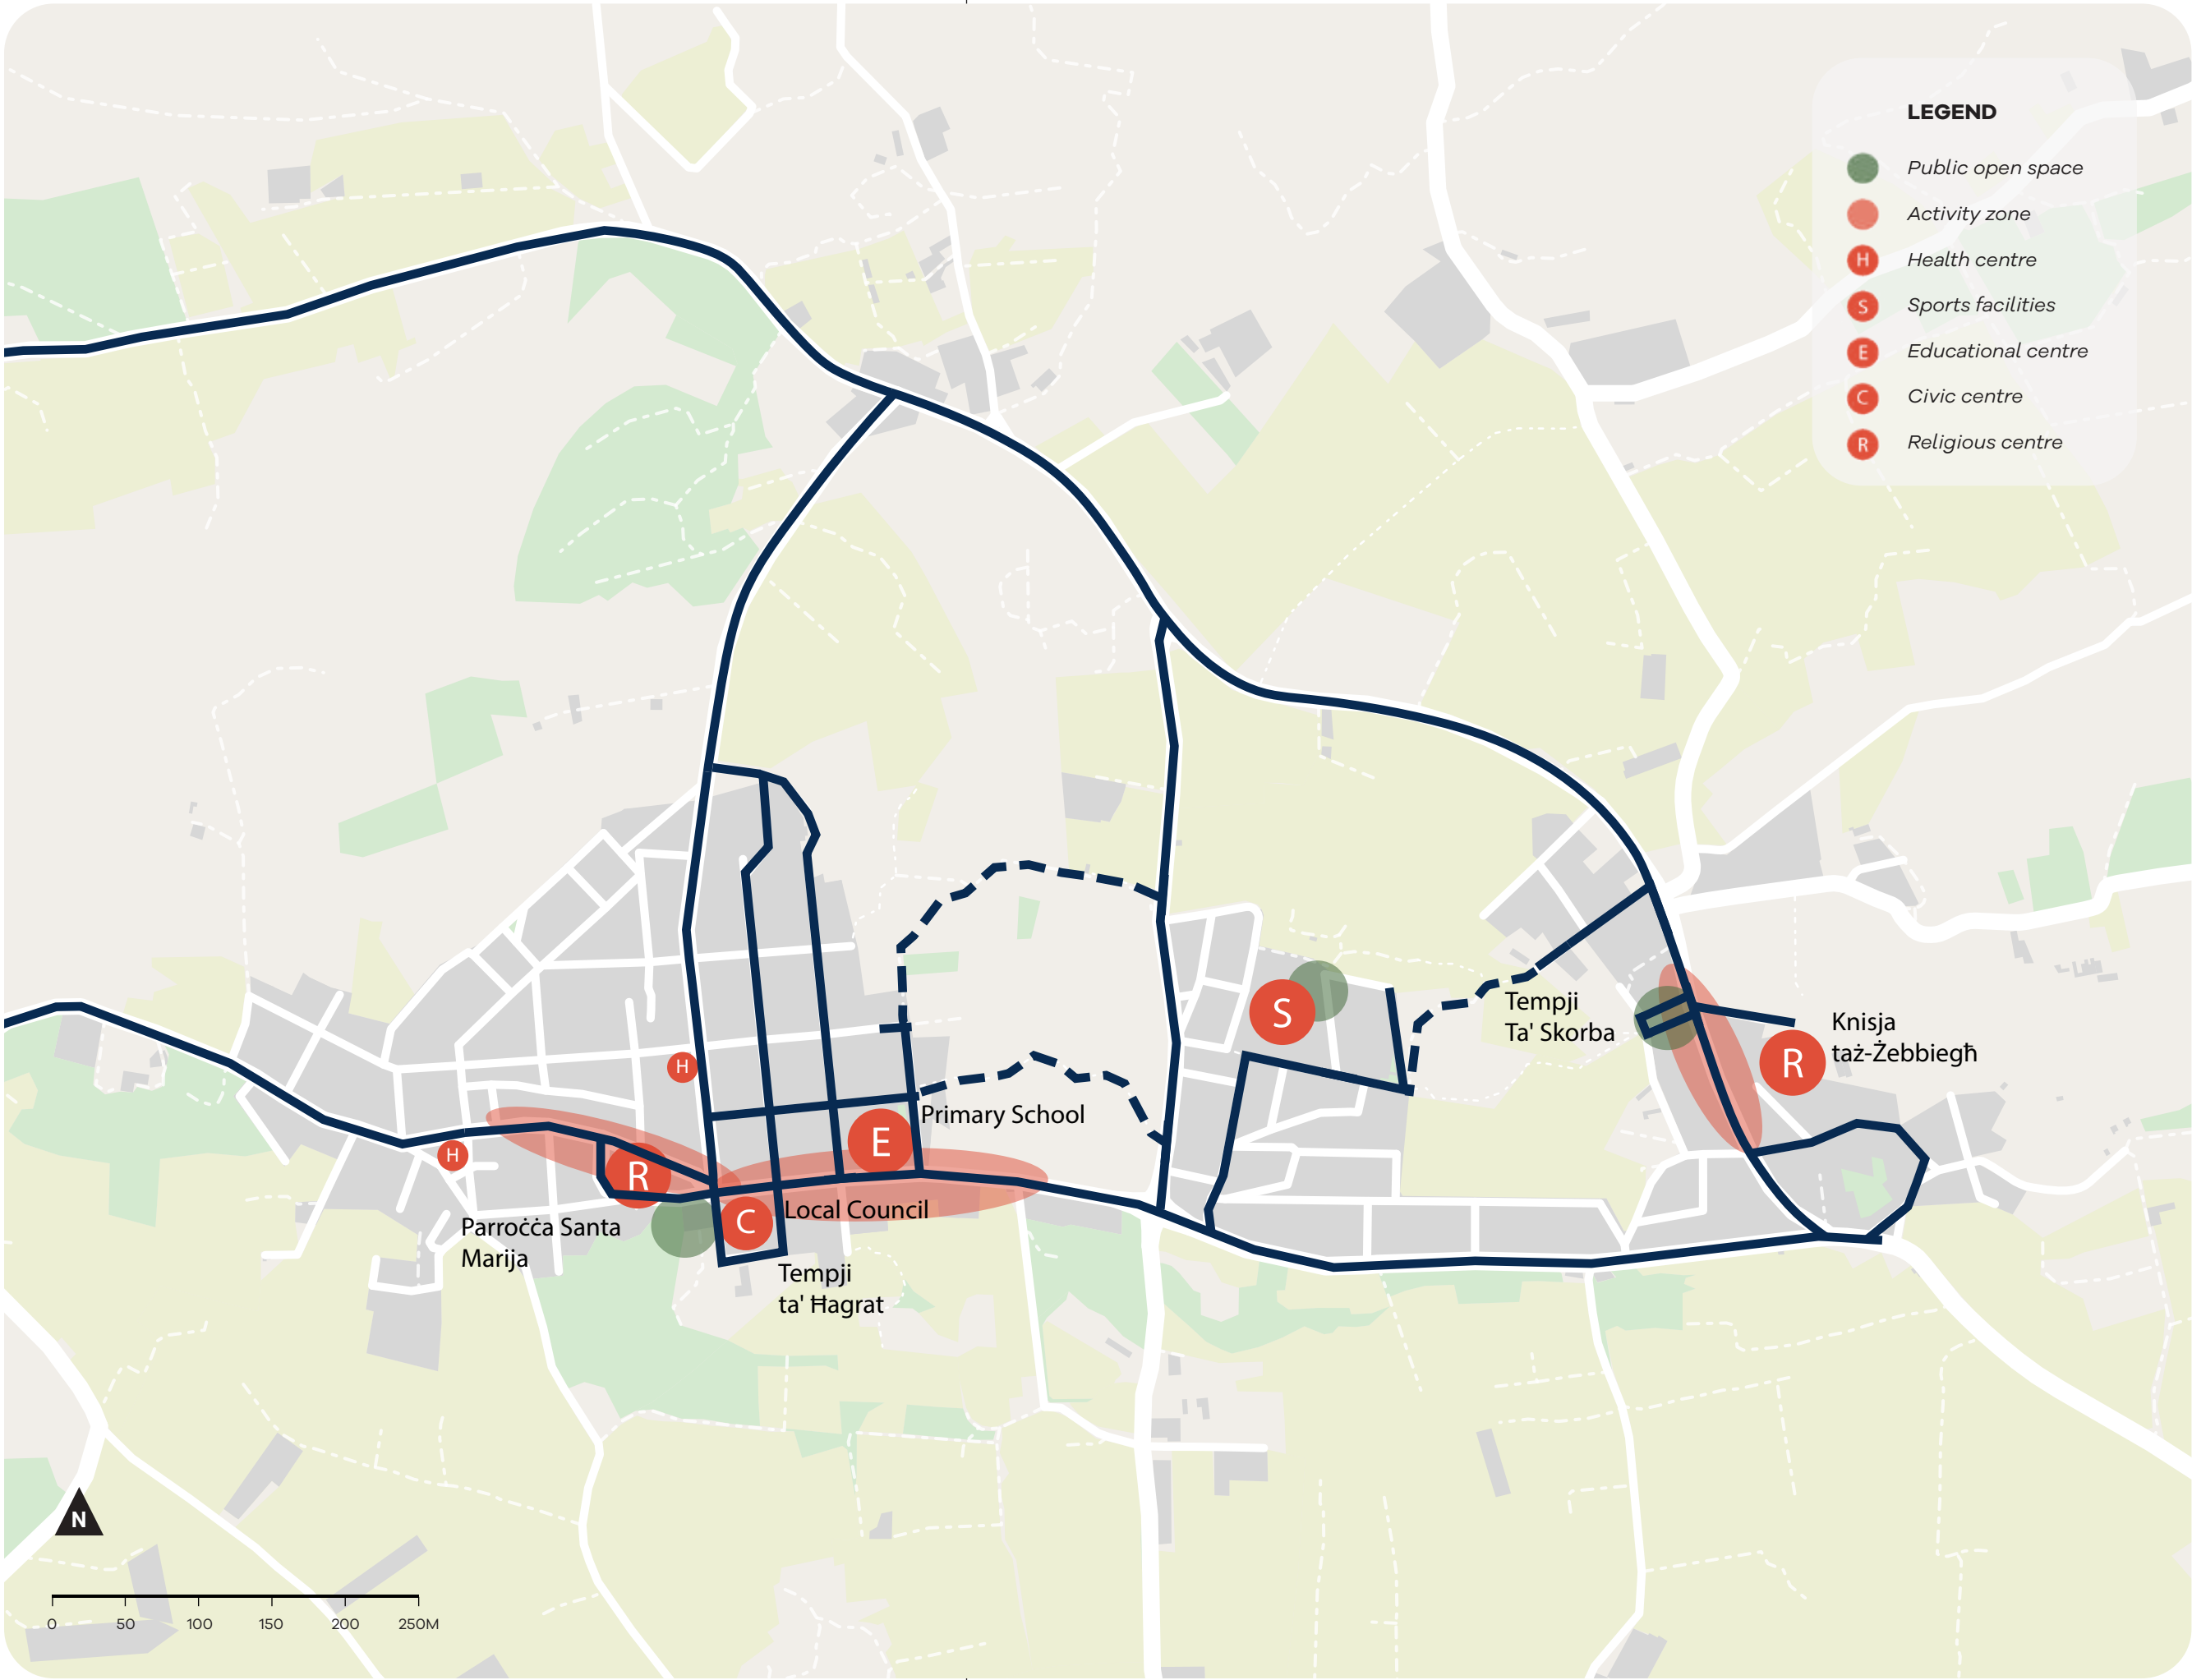 LEGEND
Public open space
Activity zone
H Health centre
S Sports facilities
E Educational centre
C Civic centre
R Religious centre
S
Tempji
Ta' Skorba
Knisja
taż-Żebbiegħ
R
H
Primary School
E
H
R
Local Council
C
Parroċċa Santa
Marija
Tempji
ta' Ħagrat
N
0 50 100 150 200 250M